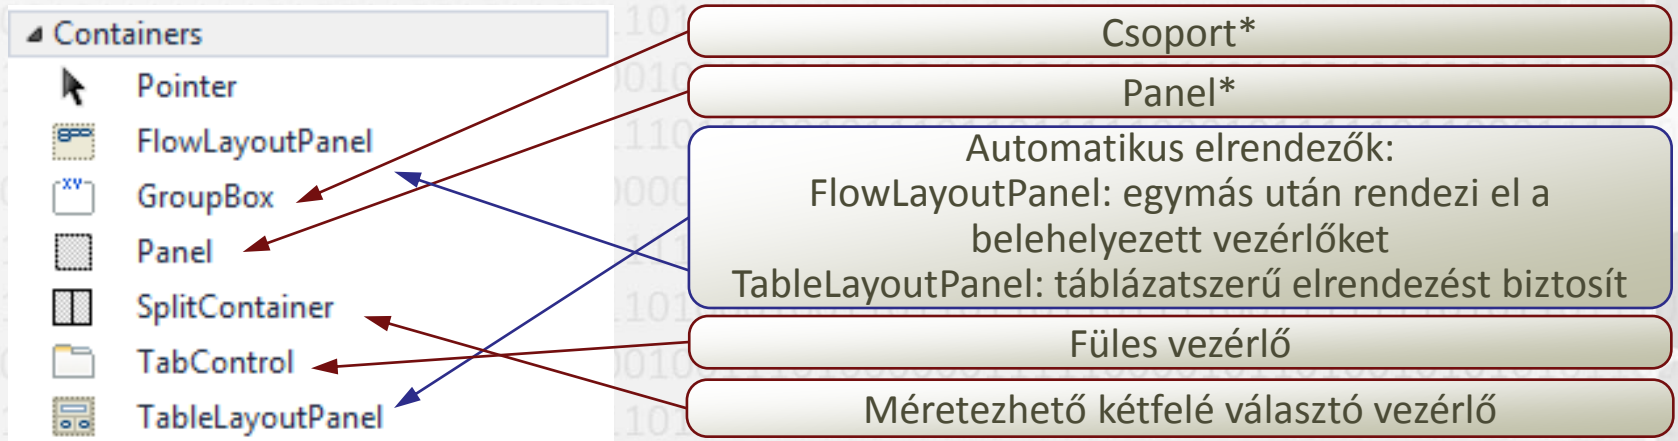 Containers
Pointer
FlowLayoutPanel
GroupBox
Panel
SplitContainer
TabControl
TableLayoutPanel
Csoport*
Panel*
Automatikus elrendezők:
FlowLayoutPanel: egymás után rendezi el a
belehelyezett vezérlőket
TableLayoutPanel: táblázatszerű elrendezést biztosít
Füles vezérlő
Méretezhető kétfelé választó vezérlő